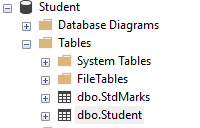 Student
Database Diagrams
Tables
System Tables
FileTables
dbo.StdMarks
dbo.Student